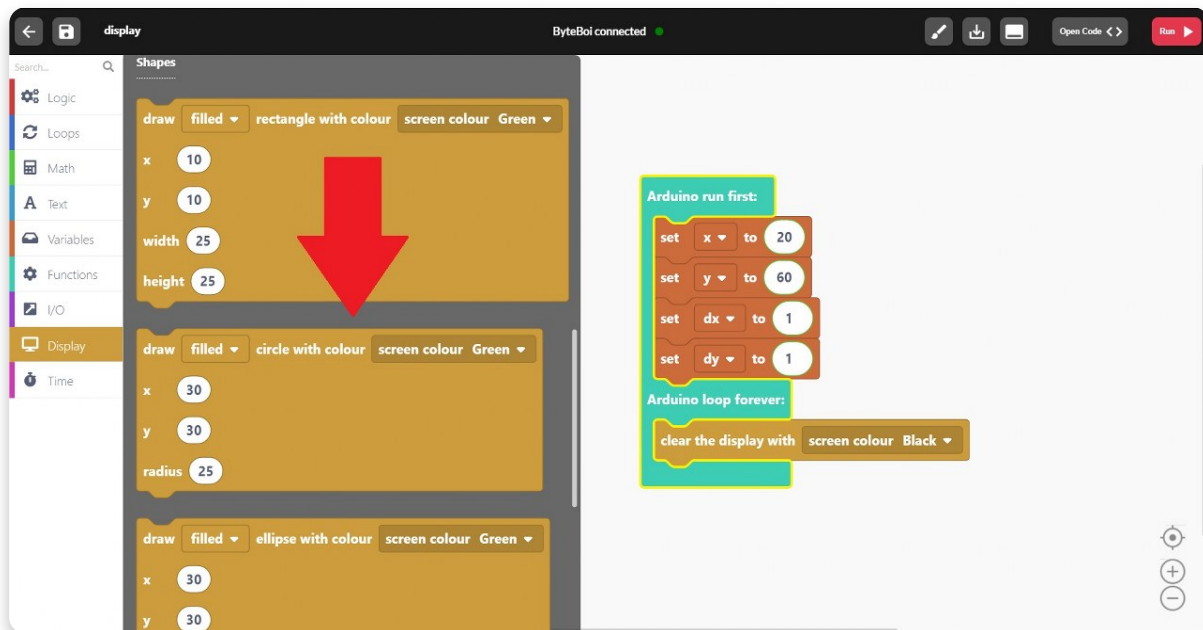 display
ByteBoi connected
Open Code
Run
Search...
Logic
Loops
Math
A Text
Variables
Functions
I/O
Display
Time
Shapes
draw filled rectangle with colour screen colour Green
x 10
y 10
width 25
height 25
draw filled circle with colour screen colour Green
x 30
y 30
radius 25
draw filled ellipse with colour screen colour Green
x 30
y 30
Arduino run first:
set x to 20
set y to 60
set dx to 1
set dy to 1
Arduino loop forever:
clear the display with screen colour Black